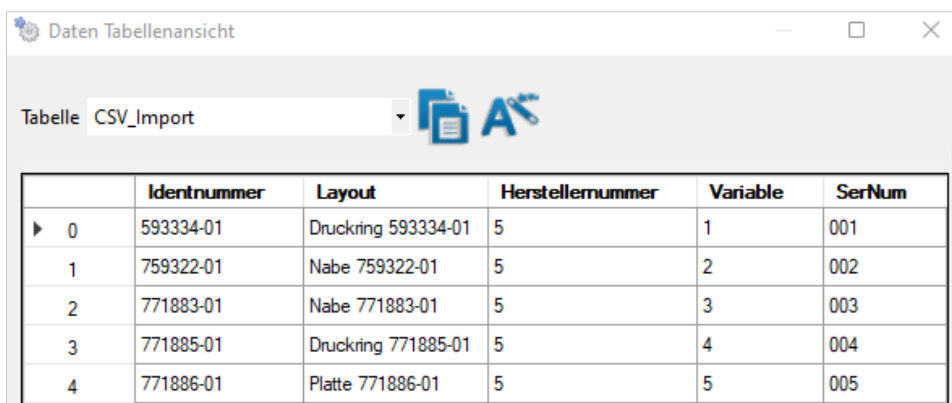 Daten Tabellenansicht
Tabelle CSV_Import
Identnummer Layout Herstellernummer Variable SerNum
0 593334-01 Druckring 593334-01 5 1 001
1 759322-01 Nabe 759322-01 5 2 002
2 771883-01 Nabe 771883-01 5 3 003
3 771885-01 Druckring 771885-01 5 4 004
4 771886-01 Platte 771886-01 5 5 005